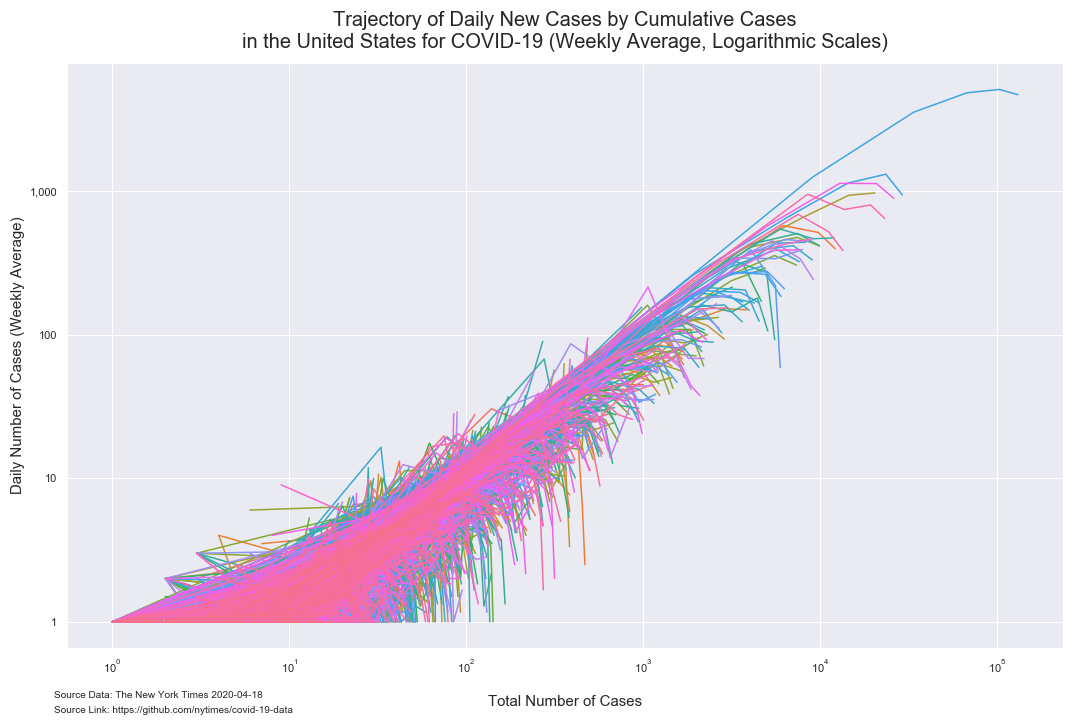 Trajectory of Daily New Cases by Cumulative Cases
in the United States for COVID-19 (Weekly Average, Logarithmic Scales)
Daily Number of Cases (Weekly Average)
1,000
100
10
1
10⁰
10¹
10²
10³
10⁴
10⁵
Total Number of Cases
Source Data: The New York Times 2020-04-18
Source Link: https://github.com/nytimes/covid-19-data